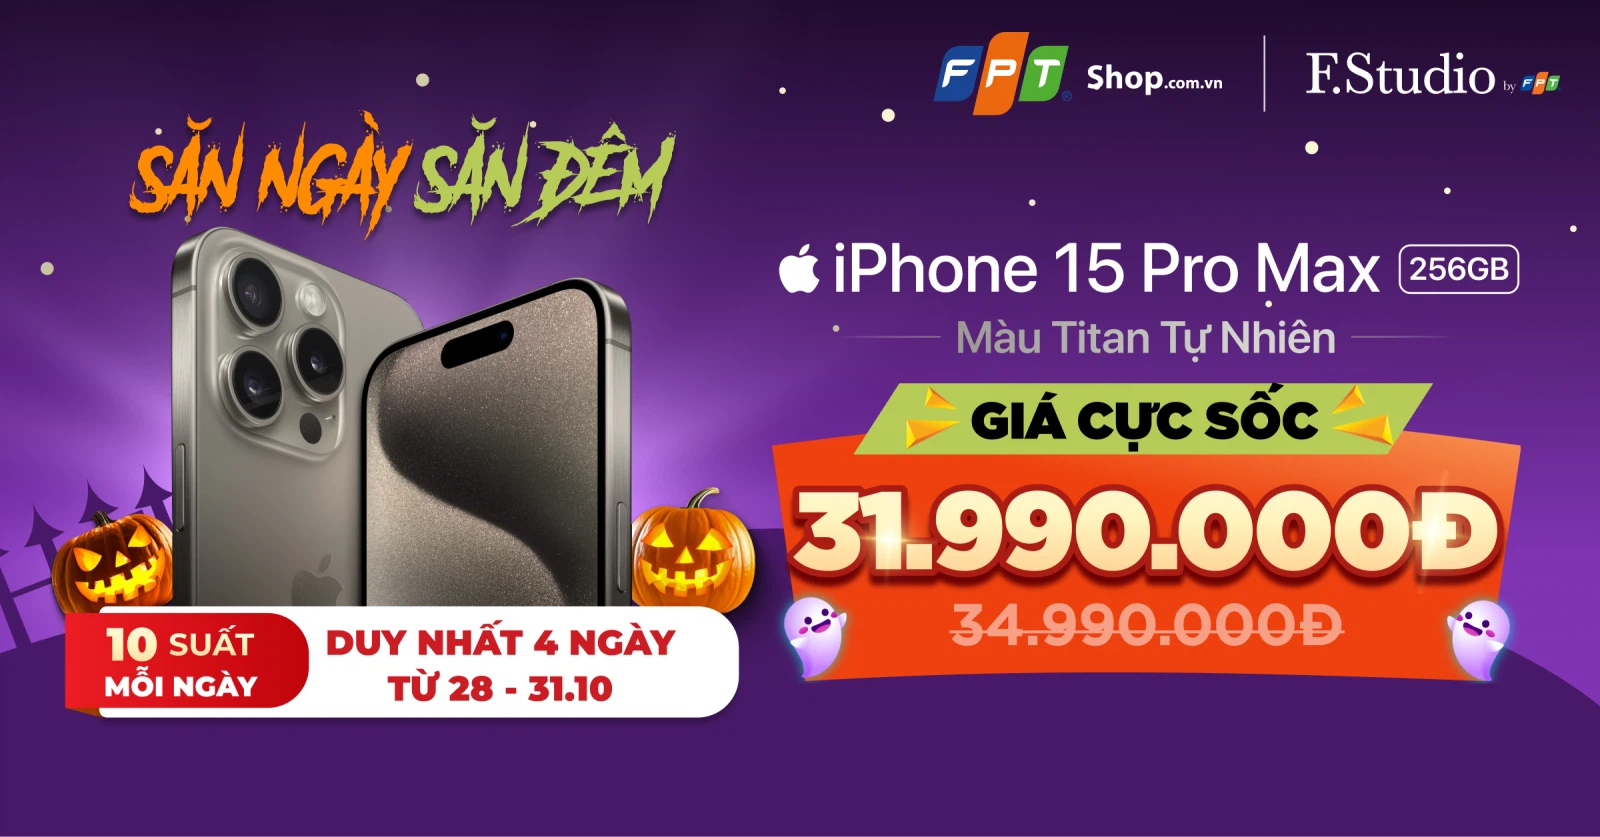 FPT Shop.com.vn
F.Studio by FPT
SĂN NGÀY SĂN ĐÊM
iPhone 15 Pro Max 256GB
Màu Titan Tự Nhiên
GIÁ CỰC SỐC
31.990.000Đ
34.990.000Đ
10 SUẤT
MỖI NGÀY
DUY NHẤT 4 NGÀY
TỪ 28 - 31.10